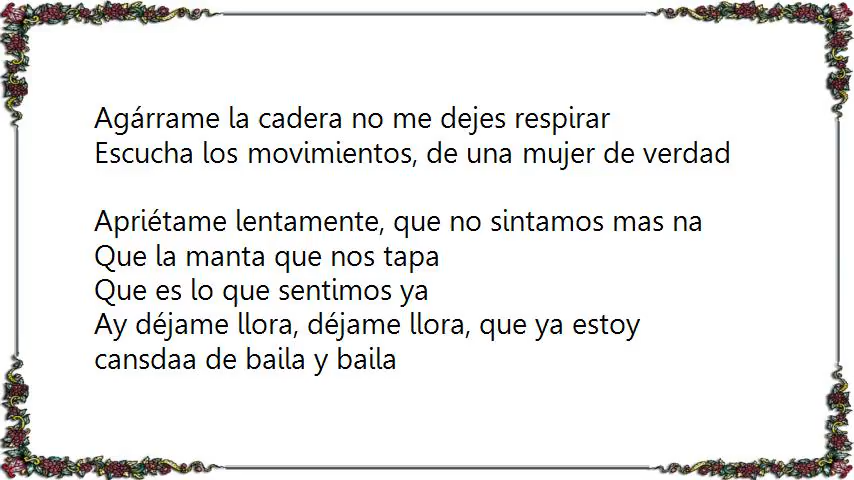 Agárrame la cadera no me dejes respirar
Escucha los movimientos, de una mujer de verdad
Apriétame lentamente, que no sintamos mas na
Que la manta que nos tapa
Que es lo que sentimos ya
Ay déjame llora, déjame llora, que ya estoy
cansdaa de baila y baila